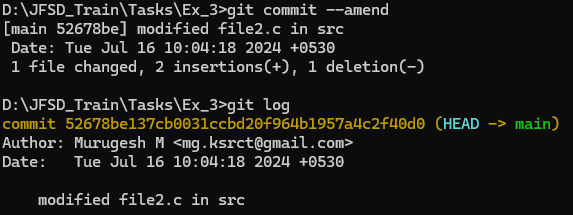 D:\JFSD_Train\Tasks\Ex_3>git commit --amend
[main 52678be] modified file2.c in src
 Date: Tue Jul 16 10:04:18 2024 +0530
 1 file changed, 2 insertions(+), 1 deletion(-)
D:\JFSD_Train\Tasks\Ex_3>git log
commit 52678be137cb0031ccbd20f964b1957a4c2f40d0 (HEAD -> main)
Author: Murugesh M <mg.ksrct@gmail.com>
Date:   Tue Jul 16 10:04:18 2024 +0530
    modified file2.c in src